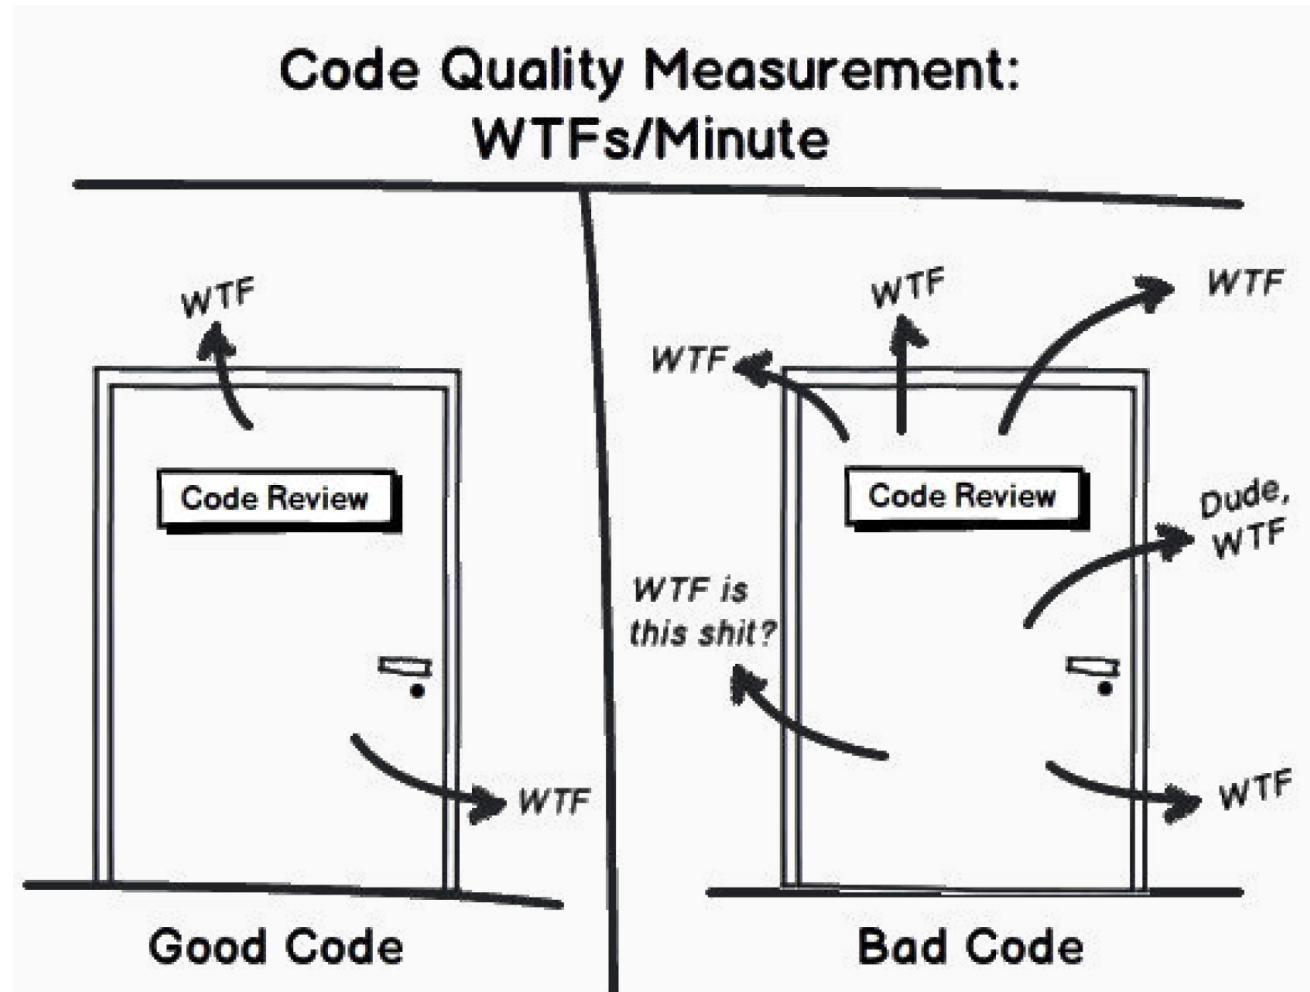 Code Quality Measurement:
WTFs/Minute
WTF
Code Review
WTF
Good Code
WTF
WTF
WTF
Code Review
Dude,
WTF
WTF is
this shit?
WTF
Bad Code